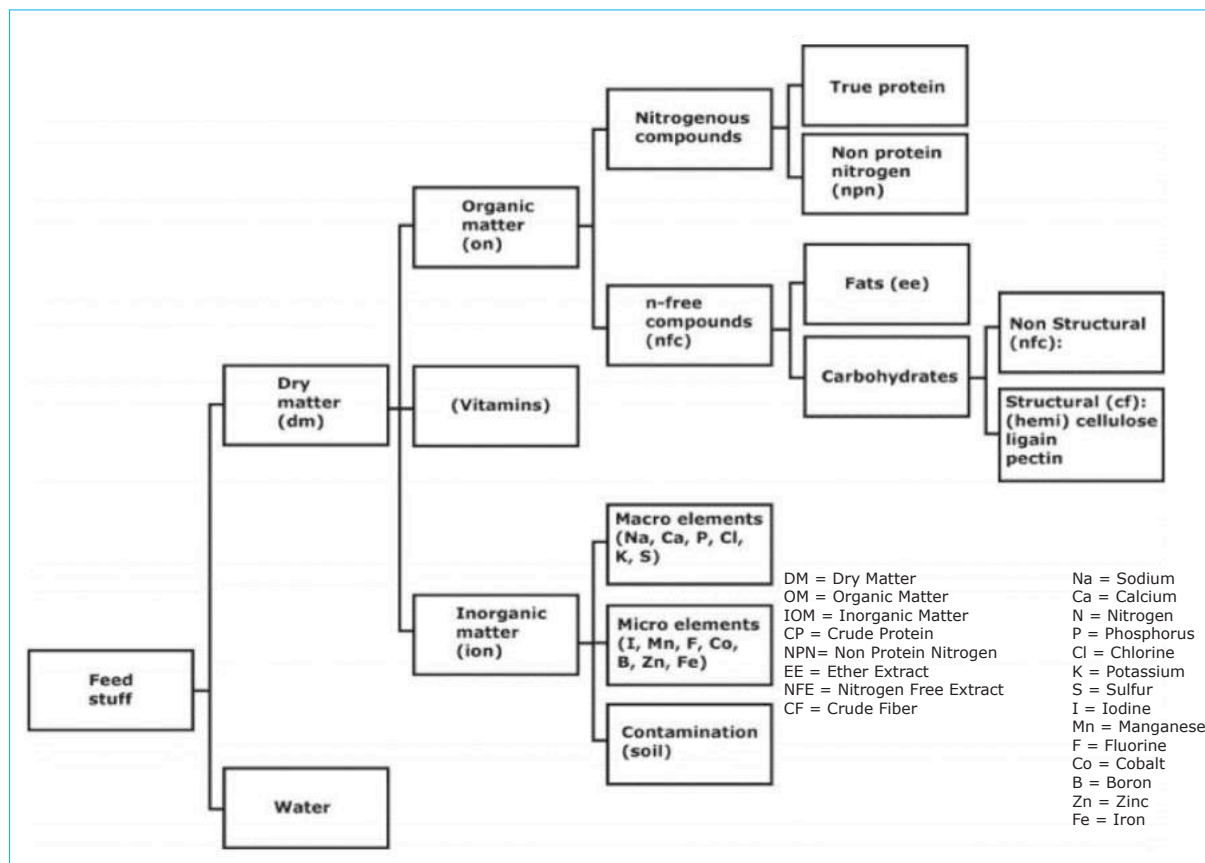 True protein
Nitrogenous
compounds
Non protein
nitrogen
(npn)
Organic
matter
(on)
Fats (ee)
n-free
compounds
(nfc)
Non Structural
(nfc):
Carbohydrates
Structural (cf):
(hemi) cellulose
ligain
pectin
Dry
matter
(dm)
(Vitamins)
Macro elements
(Na, Ca, P, Cl,
K, S)
Inorganic
matter
(ion)
Micro elements
(I, Mn, F, Co,
B, Zn, Fe)
Contamination
(soil)
Feed
stuff
Water
DM = Dry Matter
OM = Organic Matter
IOM = Inorganic Matter
CP = Crude Protein
NPN= Non Protein Nitrogen
EE = Ether Extract
NFE = Nitrogen Free Extract
CF = Crude Fiber
Na = Sodium
Ca = Calcium
N = Nitrogen
P = Phosphorus
Cl = Chlorine
K = Potassium
S = Sulfur
I = Iodine
Mn = Manganese
F = Fluorine
Co = Cobalt
B = Boron
Zn = Zinc
Fe = Iron